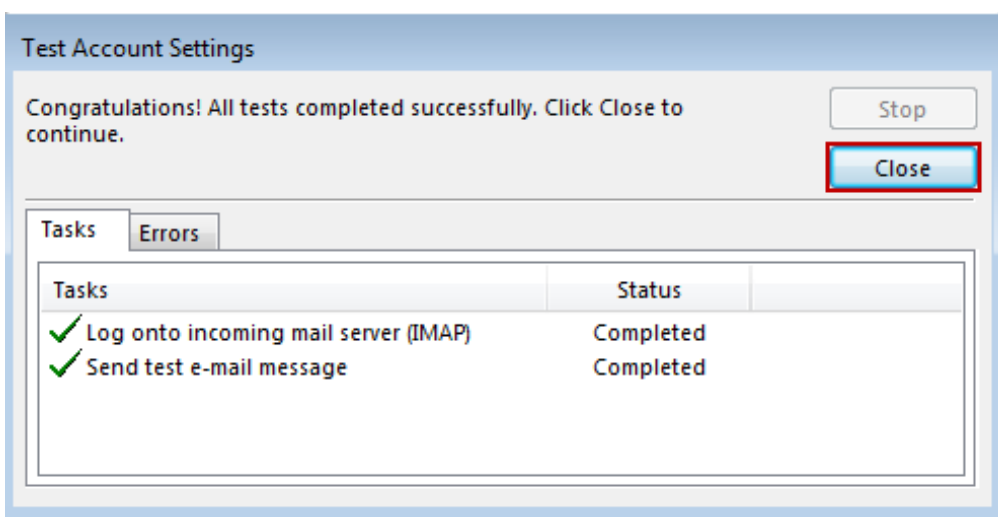 Test Account Settings
Congratulations! All tests completed successfully. Click Close to
continue.
Stop
Close
Tasks
Errors
Tasks Status
Log onto incoming mail server (IMAP) Completed
Send test e-mail message Completed